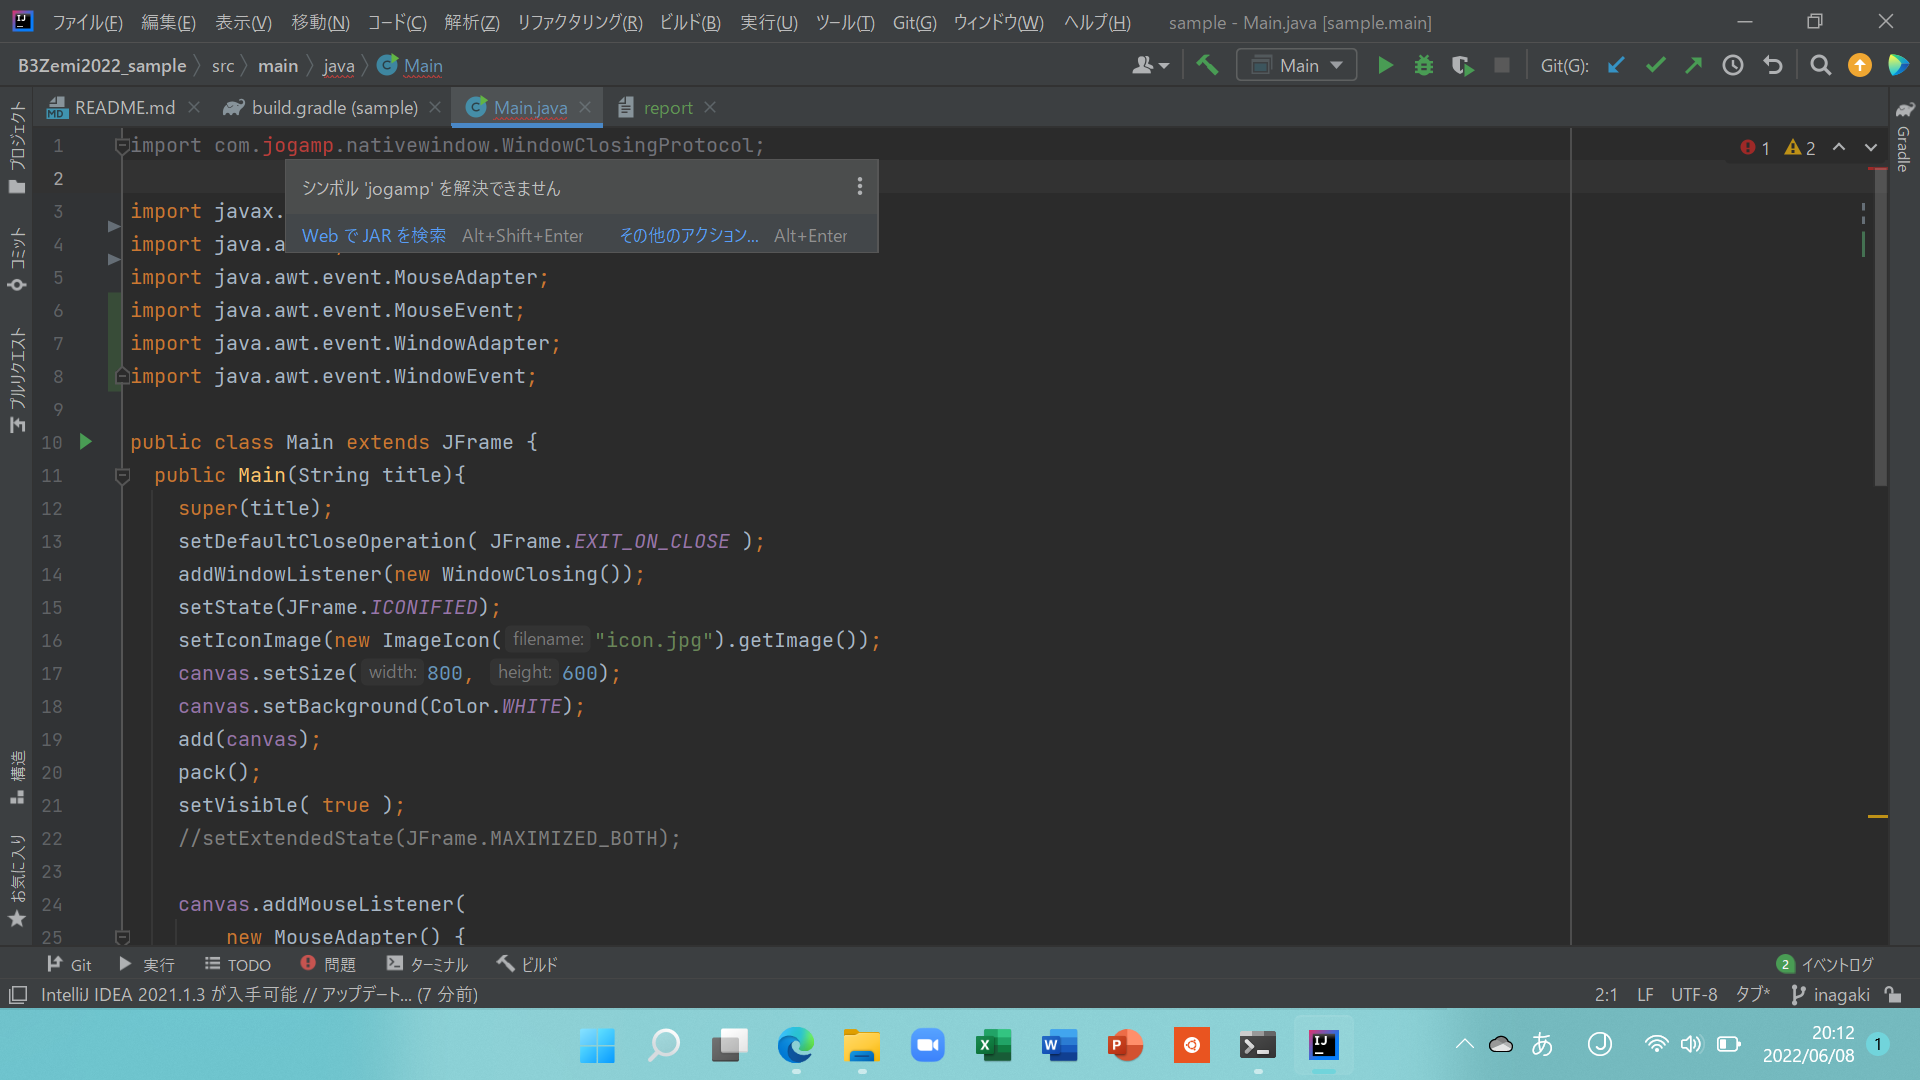 ファイル(F) 編集(E) 表示(V) 移動(N) コード(C) 解析(Z) リファクタリング(R) ビルド(B) 実行(U) ツール(T) Git(G) ウィンドウ(W) ヘルプ(H) sample - Main.java [sample.main]
B3Zemi2022_sample src main java Main Main Git(G):
README.md build.gradle (sample) Main.java report
プロジェクト
コミット
プルリクエスト
構造
お気に入り
Gradle
1 2
1 import com.jogamp.nativewindow.WindowClosingProtocol;
2
シンボル 'jogamp' を解決できません
Web で JAR を検索 Alt+Shift+Enter その他のアクション... Alt+Enter
3 import javax.
4 import java.a
5 import java.awt.event.MouseAdapter;
6 import java.awt.event.MouseEvent;
7 import java.awt.event.WindowAdapter;
8 import java.awt.event.WindowEvent;
9
10 public class Main extends JFrame {
11 public Main(String title){
12 super(title);
13 setDefaultCloseOperation( JFrame.EXIT_ON_CLOSE );
14 addWindowListener(new WindowClosing());
15 setState(JFrame.ICONIFIED);
16 setIconImage(new ImageIcon( filename: "icon.jpg").getImage());
17 canvas.setSize( width: 800, height: 600);
18 canvas.setBackground(Color.WHITE);
19 add(canvas);
20 pack();
21 setVisible( true );
22 //setExtendedState(JFrame.MAXIMIZED_BOTH);
23
24 canvas.addMouseListener(
25 new MouseAdapter() {
Git 実行 TODO 問題 ターミナル ビルド 2 イベントログ
IntelliJ IDEA 2021.1.3 が入手可能 // アップデート... (7 分前) 2:1 LF UTF-8 タブ* inagaki
あ 20:12
2022/06/08 1